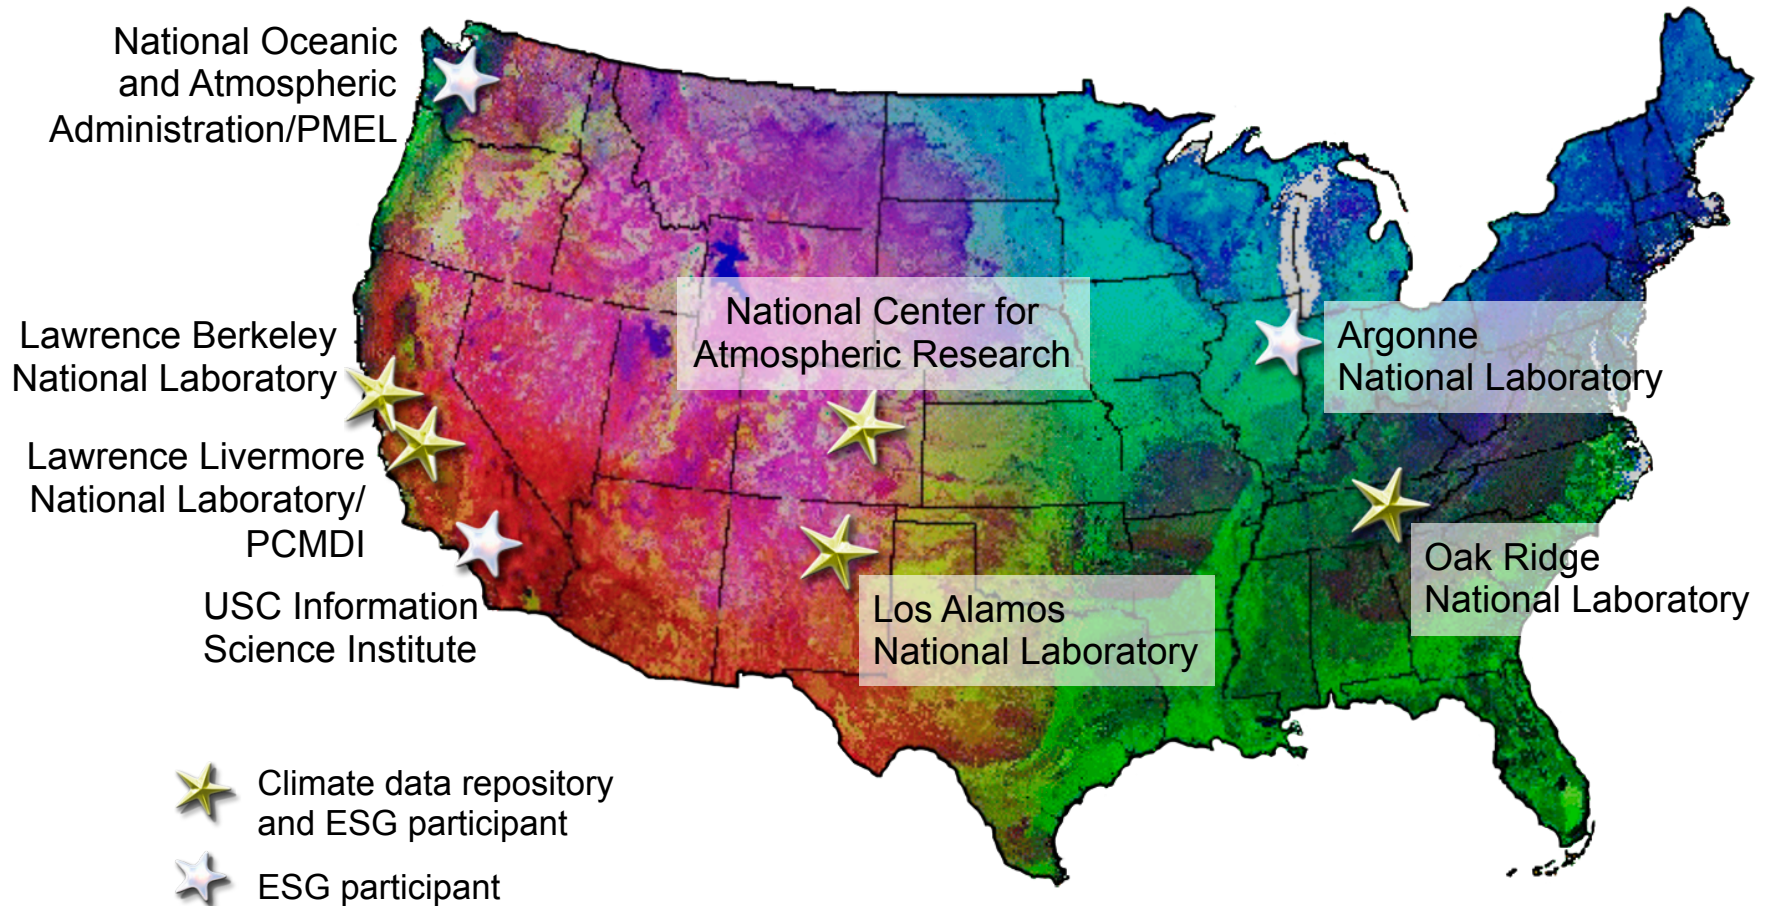 National Oceanic
and Atmospheric
Administration/PMEL
Lawrence Berkeley
National Laboratory
Lawrence Livermore
National Laboratory/
PCMDI
USC Information
Science Institute
National Center for
Atmospheric Research
Argonne
National Laboratory
Los Alamos
National Laboratory
Oak Ridge
National Laboratory
Climate data repository
and ESG participant
ESG participant